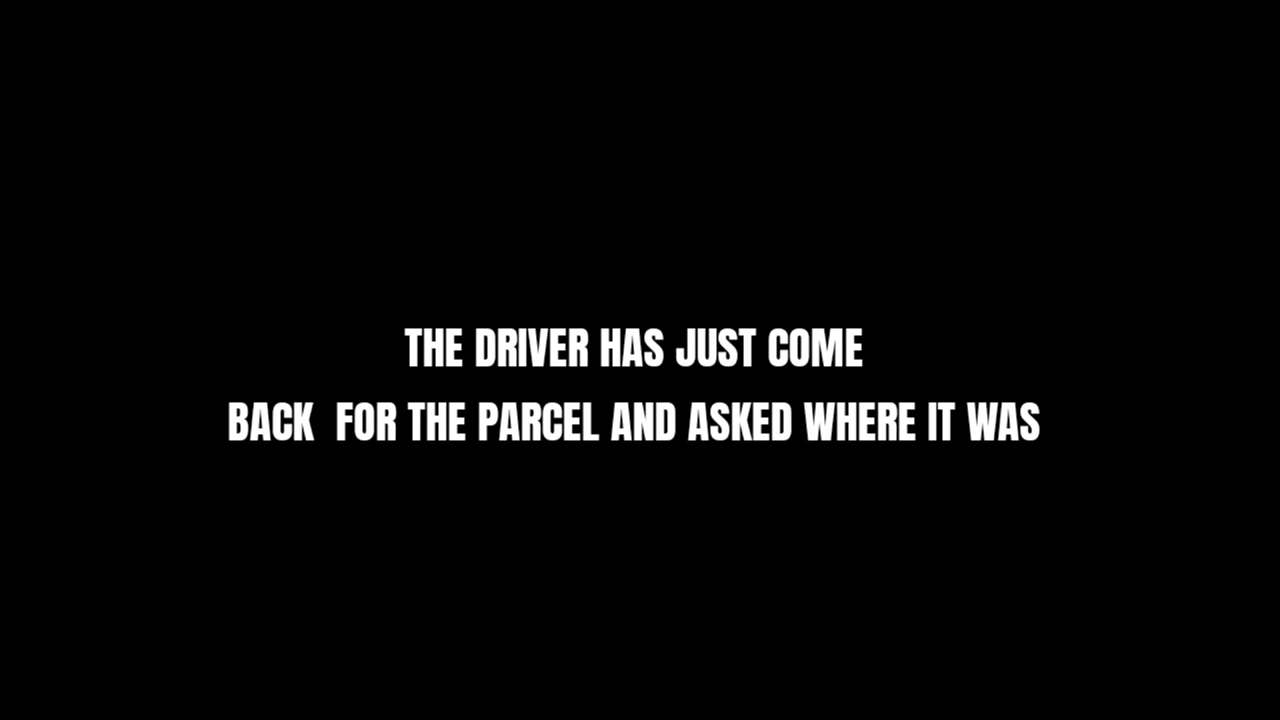 THE DRIVER HAS JUST COME
BACK  FOR THE PARCEL AND ASKED WHERE IT WAS